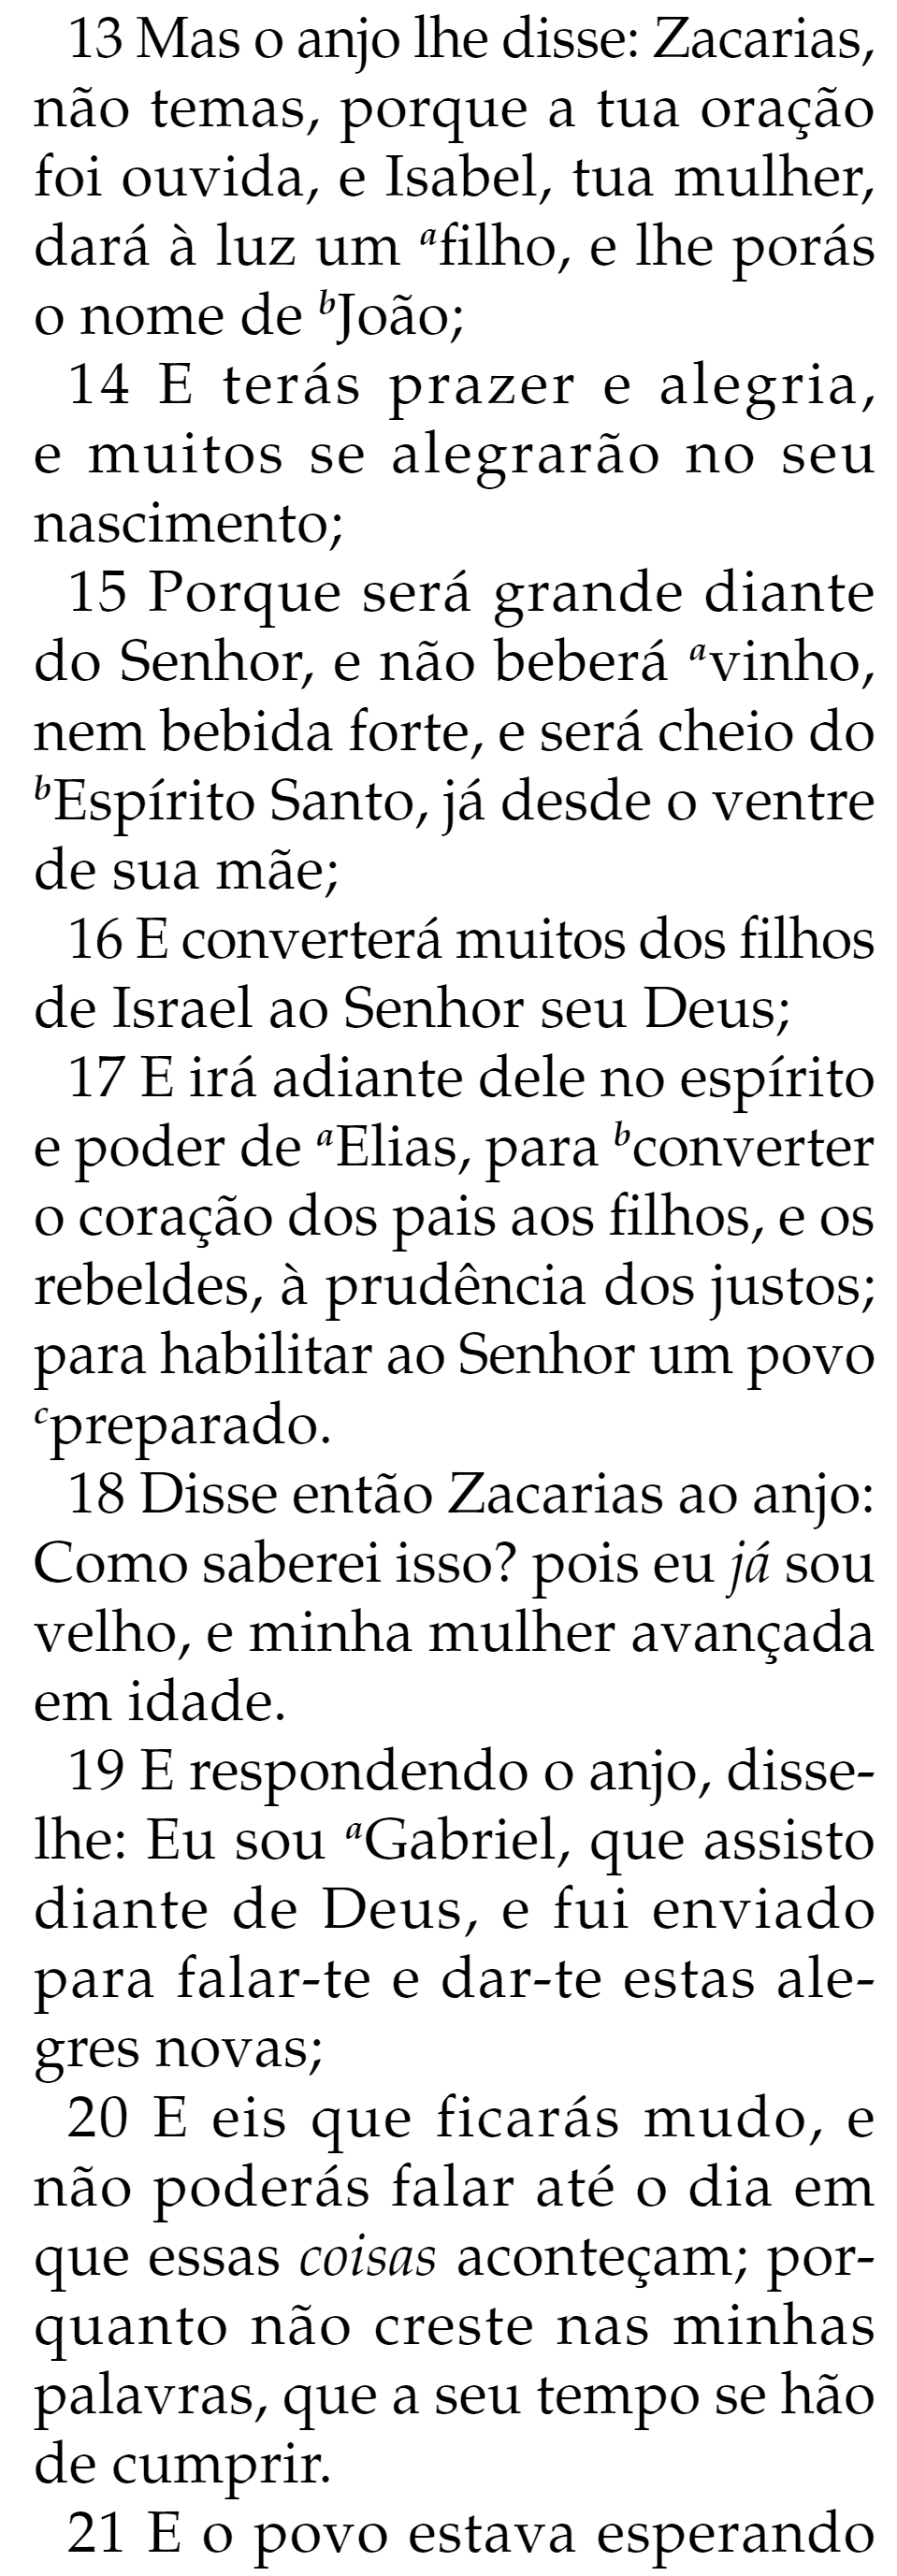 13 Mas o anjo lhe disse: Zacarias,
não temas, porque a tua oração
foi ouvida, e Isabel, tua mulher,
dará à luz um ᵃfilho, e lhe porás
o nome de ᵇJoão;
14 E terás prazer e alegria,
e muitos se alegrarão no seu
nascimento;
15 Porque será grande diante
do Senhor, e não beberá ᵃvinho,
nem bebida forte, e será cheio do
ᵇEspírito Santo, já desde o ventre
de sua mãe;
16 E converterá muitos dos filhos
de Israel ao Senhor seu Deus;
17 E irá adiante dele no espírito
e poder de ᵃElias, para ᵇconverter
o coração dos pais aos filhos, e os
rebeldes, à prudência dos justos;
para habilitar ao Senhor um povo
ᶜpreparado.
18 Disse então Zacarias ao anjo:
Como saberei isso? pois eu já sou
velho, e minha mulher avançada
em idade.
19 E respondendo o anjo, disse-
lhe: Eu sou ᵃGabriel, que assisto
diante de Deus, e fui enviado
para falar-te e dar-te estas ale-
gres novas;
20 E eis que ficarás mudo, e
não poderás falar até o dia em
que essas coisas aconteçam; por-
quanto não creste nas minhas
palavras, que a seu tempo se hão
de cumprir.
21 E o povo estava esperando